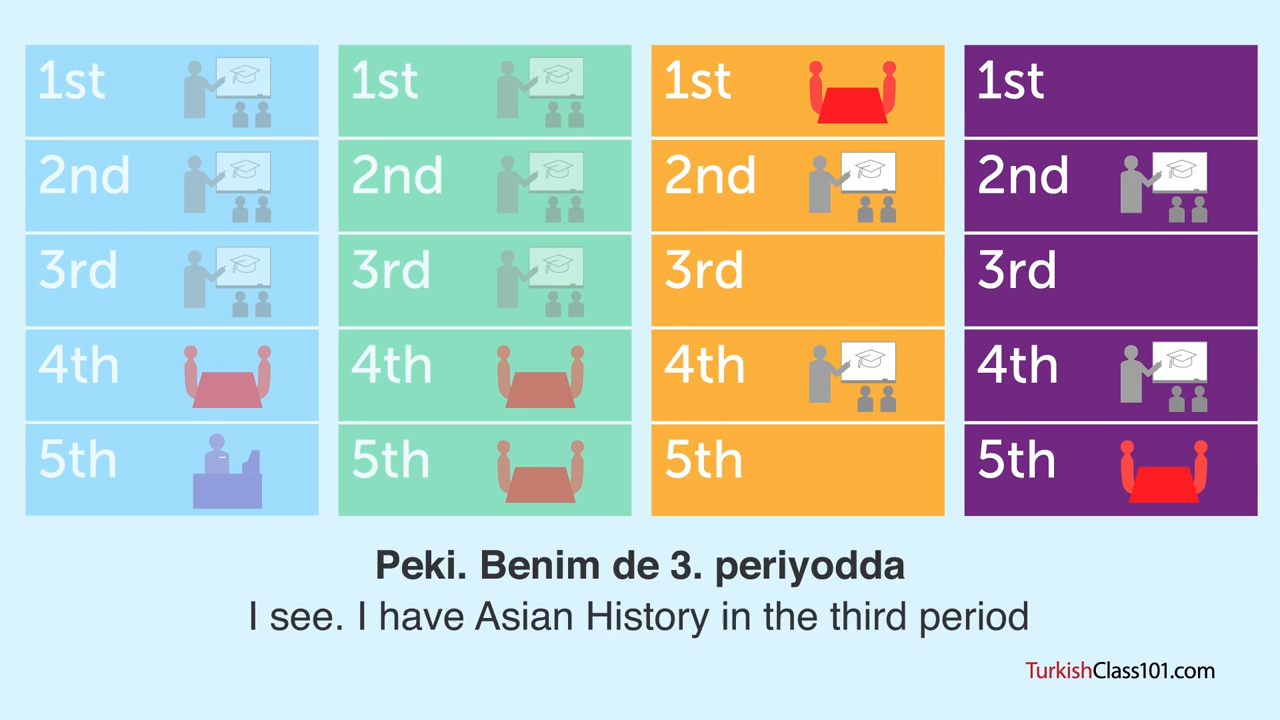 1st
2nd
3rd
4th
5th
1st
2nd
3rd
4th
5th
1st
2nd
3rd
4th
5th
1st
2nd
3rd
4th
5th
Peki. Benim de 3. periyodda
I see. I have Asian History in the third period
TurkishClass101.com